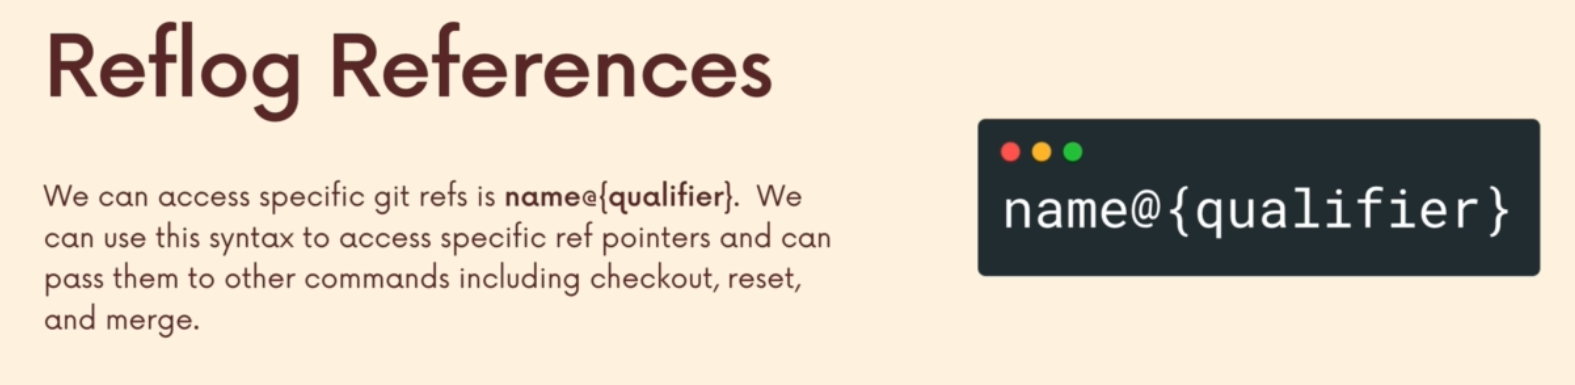 Reflog References
We can access specific git refs is name@{qualifier}. We
can use this syntax to access specific ref pointers and can
pass them to other commands including checkout, reset,
and merge.
name@{qualifier}